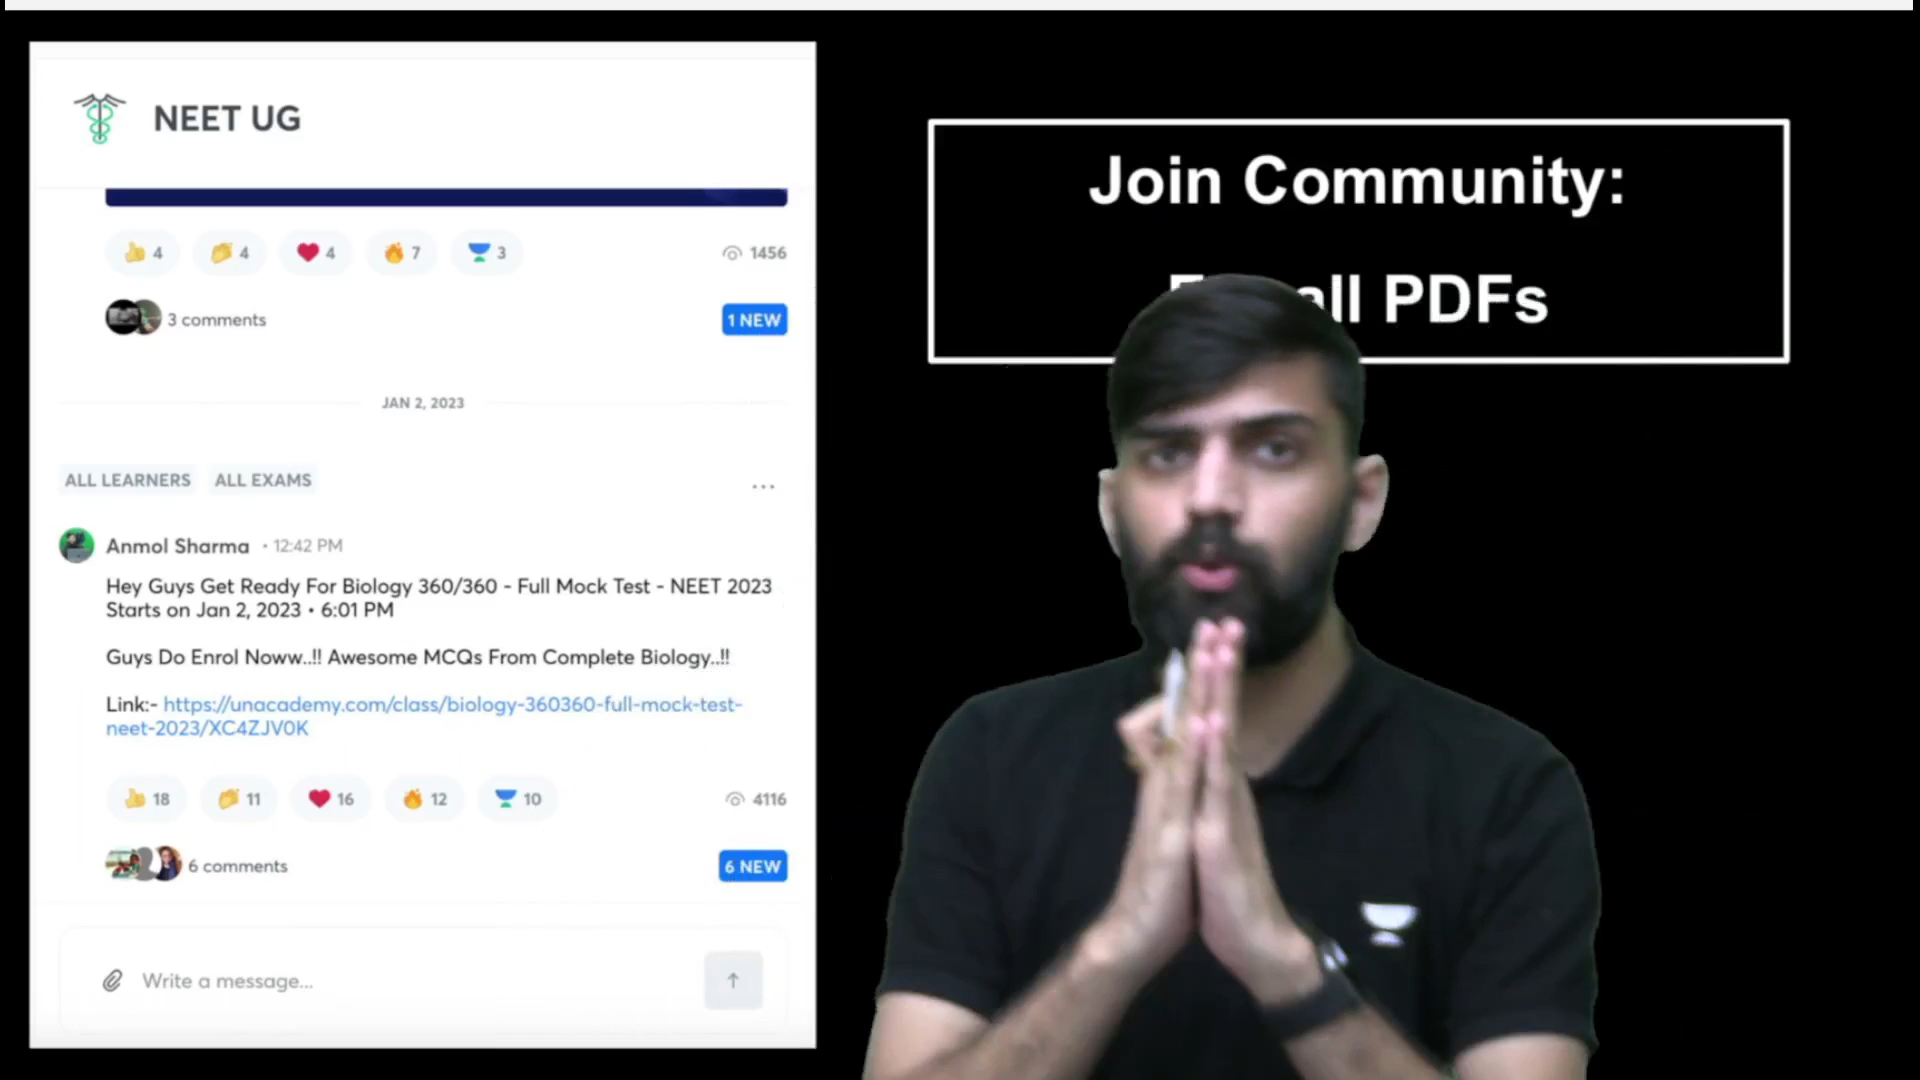 NEET UG
4 4 4 7 3 1456
3 comments 1 NEW
JAN 2, 2023
ALL LEARNERS ALL EXAMS
Anmol Sharma • 12:42 PM
Hey Guys Get Ready For Biology 360/360 - Full Mock Test - NEET 2023
Starts on Jan 2, 2023 • 6:01 PM
Guys Do Enrol Noww..!! Awesome MCQs From Complete Biology..!!
Link:- https://unacademy.com/class/biology-360360-full-mock-test-
neet-2023/XC4ZJV0K
18 11 16 12 10 4116
6 comments 6 NEW
Write a message...
Join Community:
all PDFs